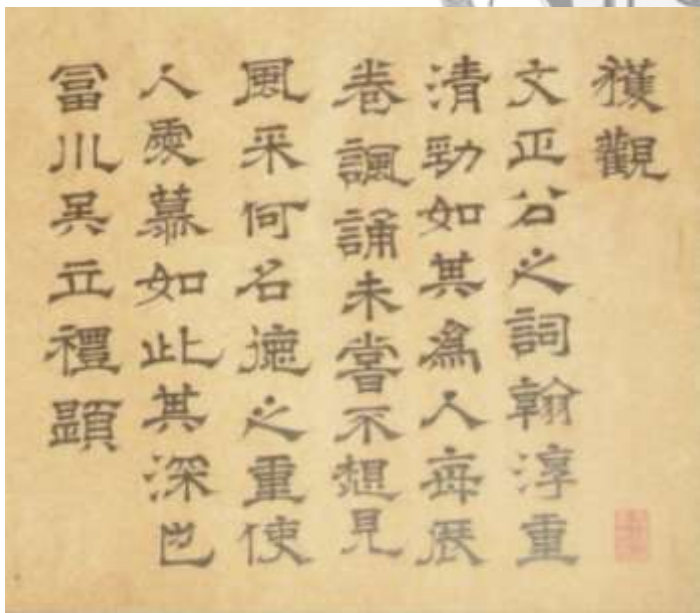 獲觀
文正公之詞翰淳重
清勁如其爲人每展
卷諷誦未嘗不想見
風采何名德之重使
人愛慕如此其深也
富川吳立禮題